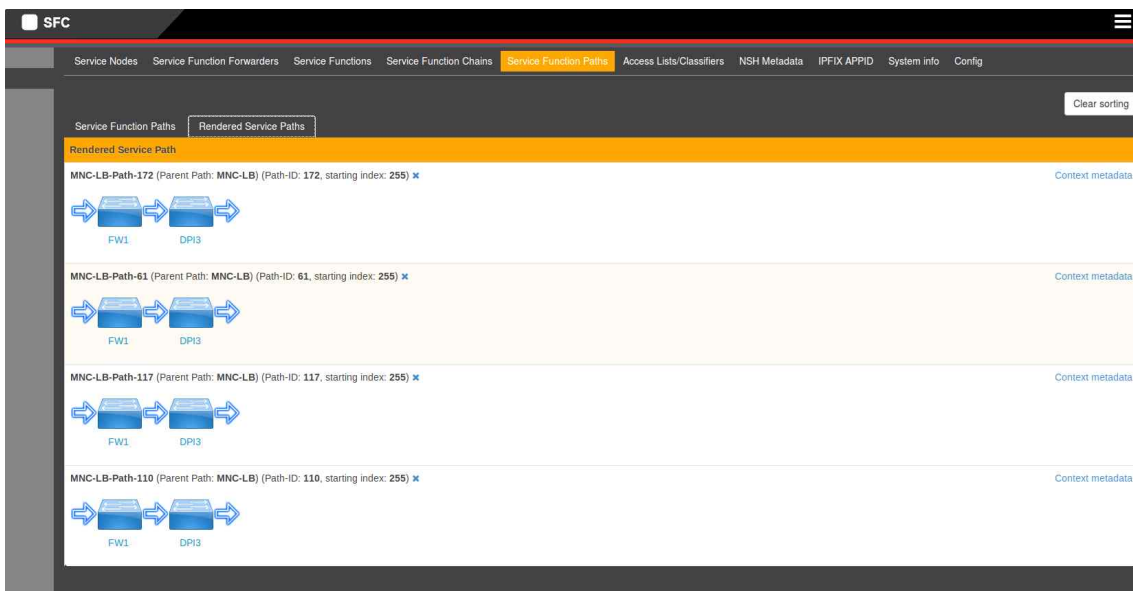 SFC
Service Nodes Service Function Forwarders Service Functions Service Function Chains Service Function Paths Access Lists/Classifiers NSH Metadata IPFIX APPID System info Config
Clear sorting
Service Function Paths Rendered Service Paths
Rendered Service Path
MNC-LB-Path-172 (Parent Path: MNC-LB) (Path-ID: 172, starting index: 255) ✖ Context metadata
FW1 DPI3
MNC-LB-Path-61 (Parent Path: MNC-LB) (Path-ID: 61, starting index: 255) ✖ Context metadata
FW1 DPI3
MNC-LB-Path-117 (Parent Path: MNC-LB) (Path-ID: 117, starting index: 255) ✖ Context metadata
FW1 DPI3
MNC-LB-Path-110 (Parent Path: MNC-LB) (Path-ID: 110, starting index: 255) ✖ Context metadata
FW1 DPI3